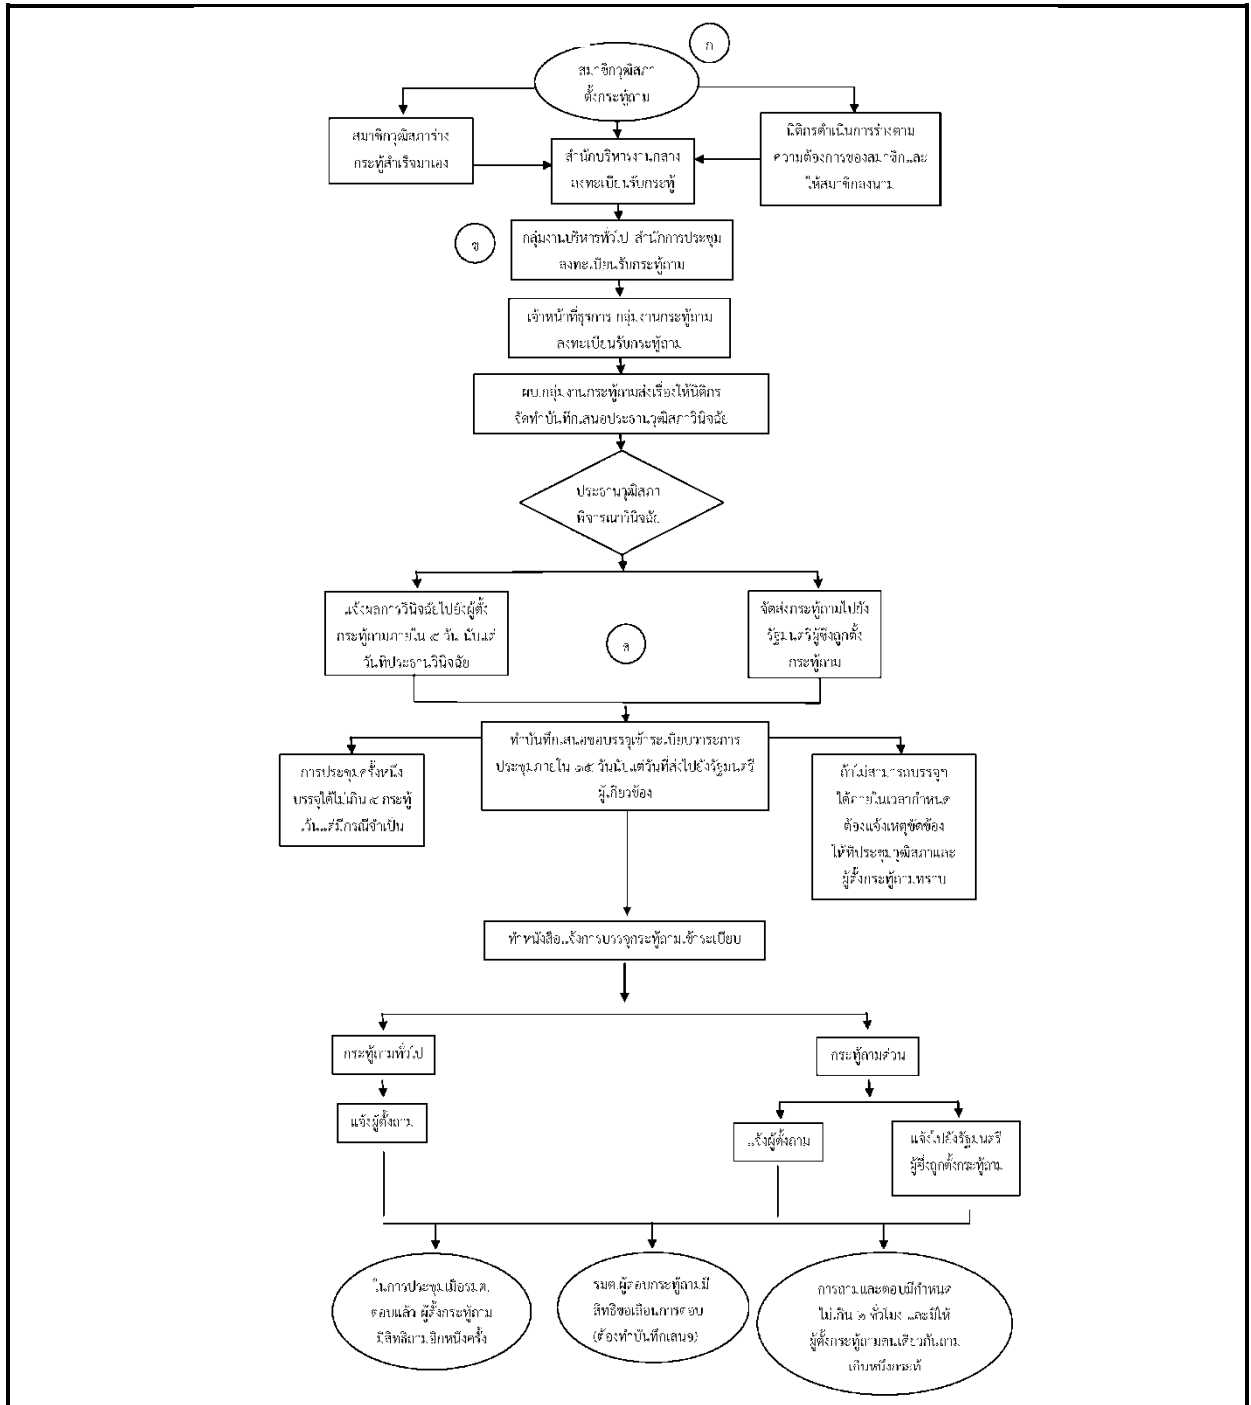 ก
สมาชิกวุฒิสภา
ตั้งกระทู้ถาม
สมาชิกวุฒิสภาร่าง
กระทู้สำเร็จมาเอง
สำนักบริหารงานกลาง
ลงทะเบียนรับกระทู้
นิติกรดำเนินการร่างตาม
ความต้องการของสมาชิกและ
ให้สมาชิกลงนาม
ข
กลุ่มงานบริหารทั่วไป สำนักการประชุม
ลงทะเบียนรับกระทู้ถาม
เจ้าหน้าที่ธุรการ กลุ่มงานกระทู้ถาม
ลงทะเบียนรับกระทู้ถาม
ผบ.กลุ่มงานกระทู้ถามส่งเรื่องให้นิติกร
จัดทำบันทึกเสนอประธานวุฒิสภาวินิจฉัย
ประธานวุฒิสภา
พิจารณาวินิจฉัย
แจ้งผลการวินิจฉัยไปยังผู้ตั้ง
กระทู้ถามภายใน ๕ วัน นับแต่
วันที่ประธานวินิจฉัย
ค
จัดส่งกระทู้ถามไปยัง
รัฐมนตรีผู้ซึ่งถูกตั้ง
กระทู้ถาม
ทำบันทึกเสนอขอบรรจุเข้าระเบียบวาระการ
ประชุมภายใน ๑๕ วันนับแต่วันที่ส่งไปยังรัฐมนตรี
ผู้เกี่ยวข้อง
การประชุมครั้งหนึ่ง
บรรจุได้ไม่เกิน กระทู้
เว้นแต่มีกรณีจำเป็น
ถ้าไม่สามารถบรรจุฯ
ได้ภายในเวลากำหนด
ต้องแจ้งเหตุขัดข้อง
ให้ที่ประชุมวุฒิสภาและ
ผู้ตั้งกระทู้ถามทราบ
ทำหนังสือแจ้งการบรรจุกระทู้ถามเข้าระเบียบ
กระทู้ถามทั่วไป
กระทู้ถามด่วน
แจ้งผู้ตั้งถาม
แจ้งผู้ตั้งถาม
แจ้งไปยังรัฐมนตรี
ผู้ซึ่งถูกตั้งกระทู้ถาม
ในการประชุมเมื่อรมต.
ตอบแล้ว ผู้ตั้งกระทู้ถาม
มีสิทธิถามอีกหนึ่งครั้ง
รมต.ผู้ตอบกระทู้ถามมี
สิทธิขอเลื่อนการตอบ
(ต้องทำบันทึกเสนอ)
การถามและตอบมีกำหนด
ไม่เกิน ๒ ชั่วโมง และมิให้
ผู้ตั้งกระทู้ถามคนเดียวกันถาม
เกินหนึ่งกระทู้